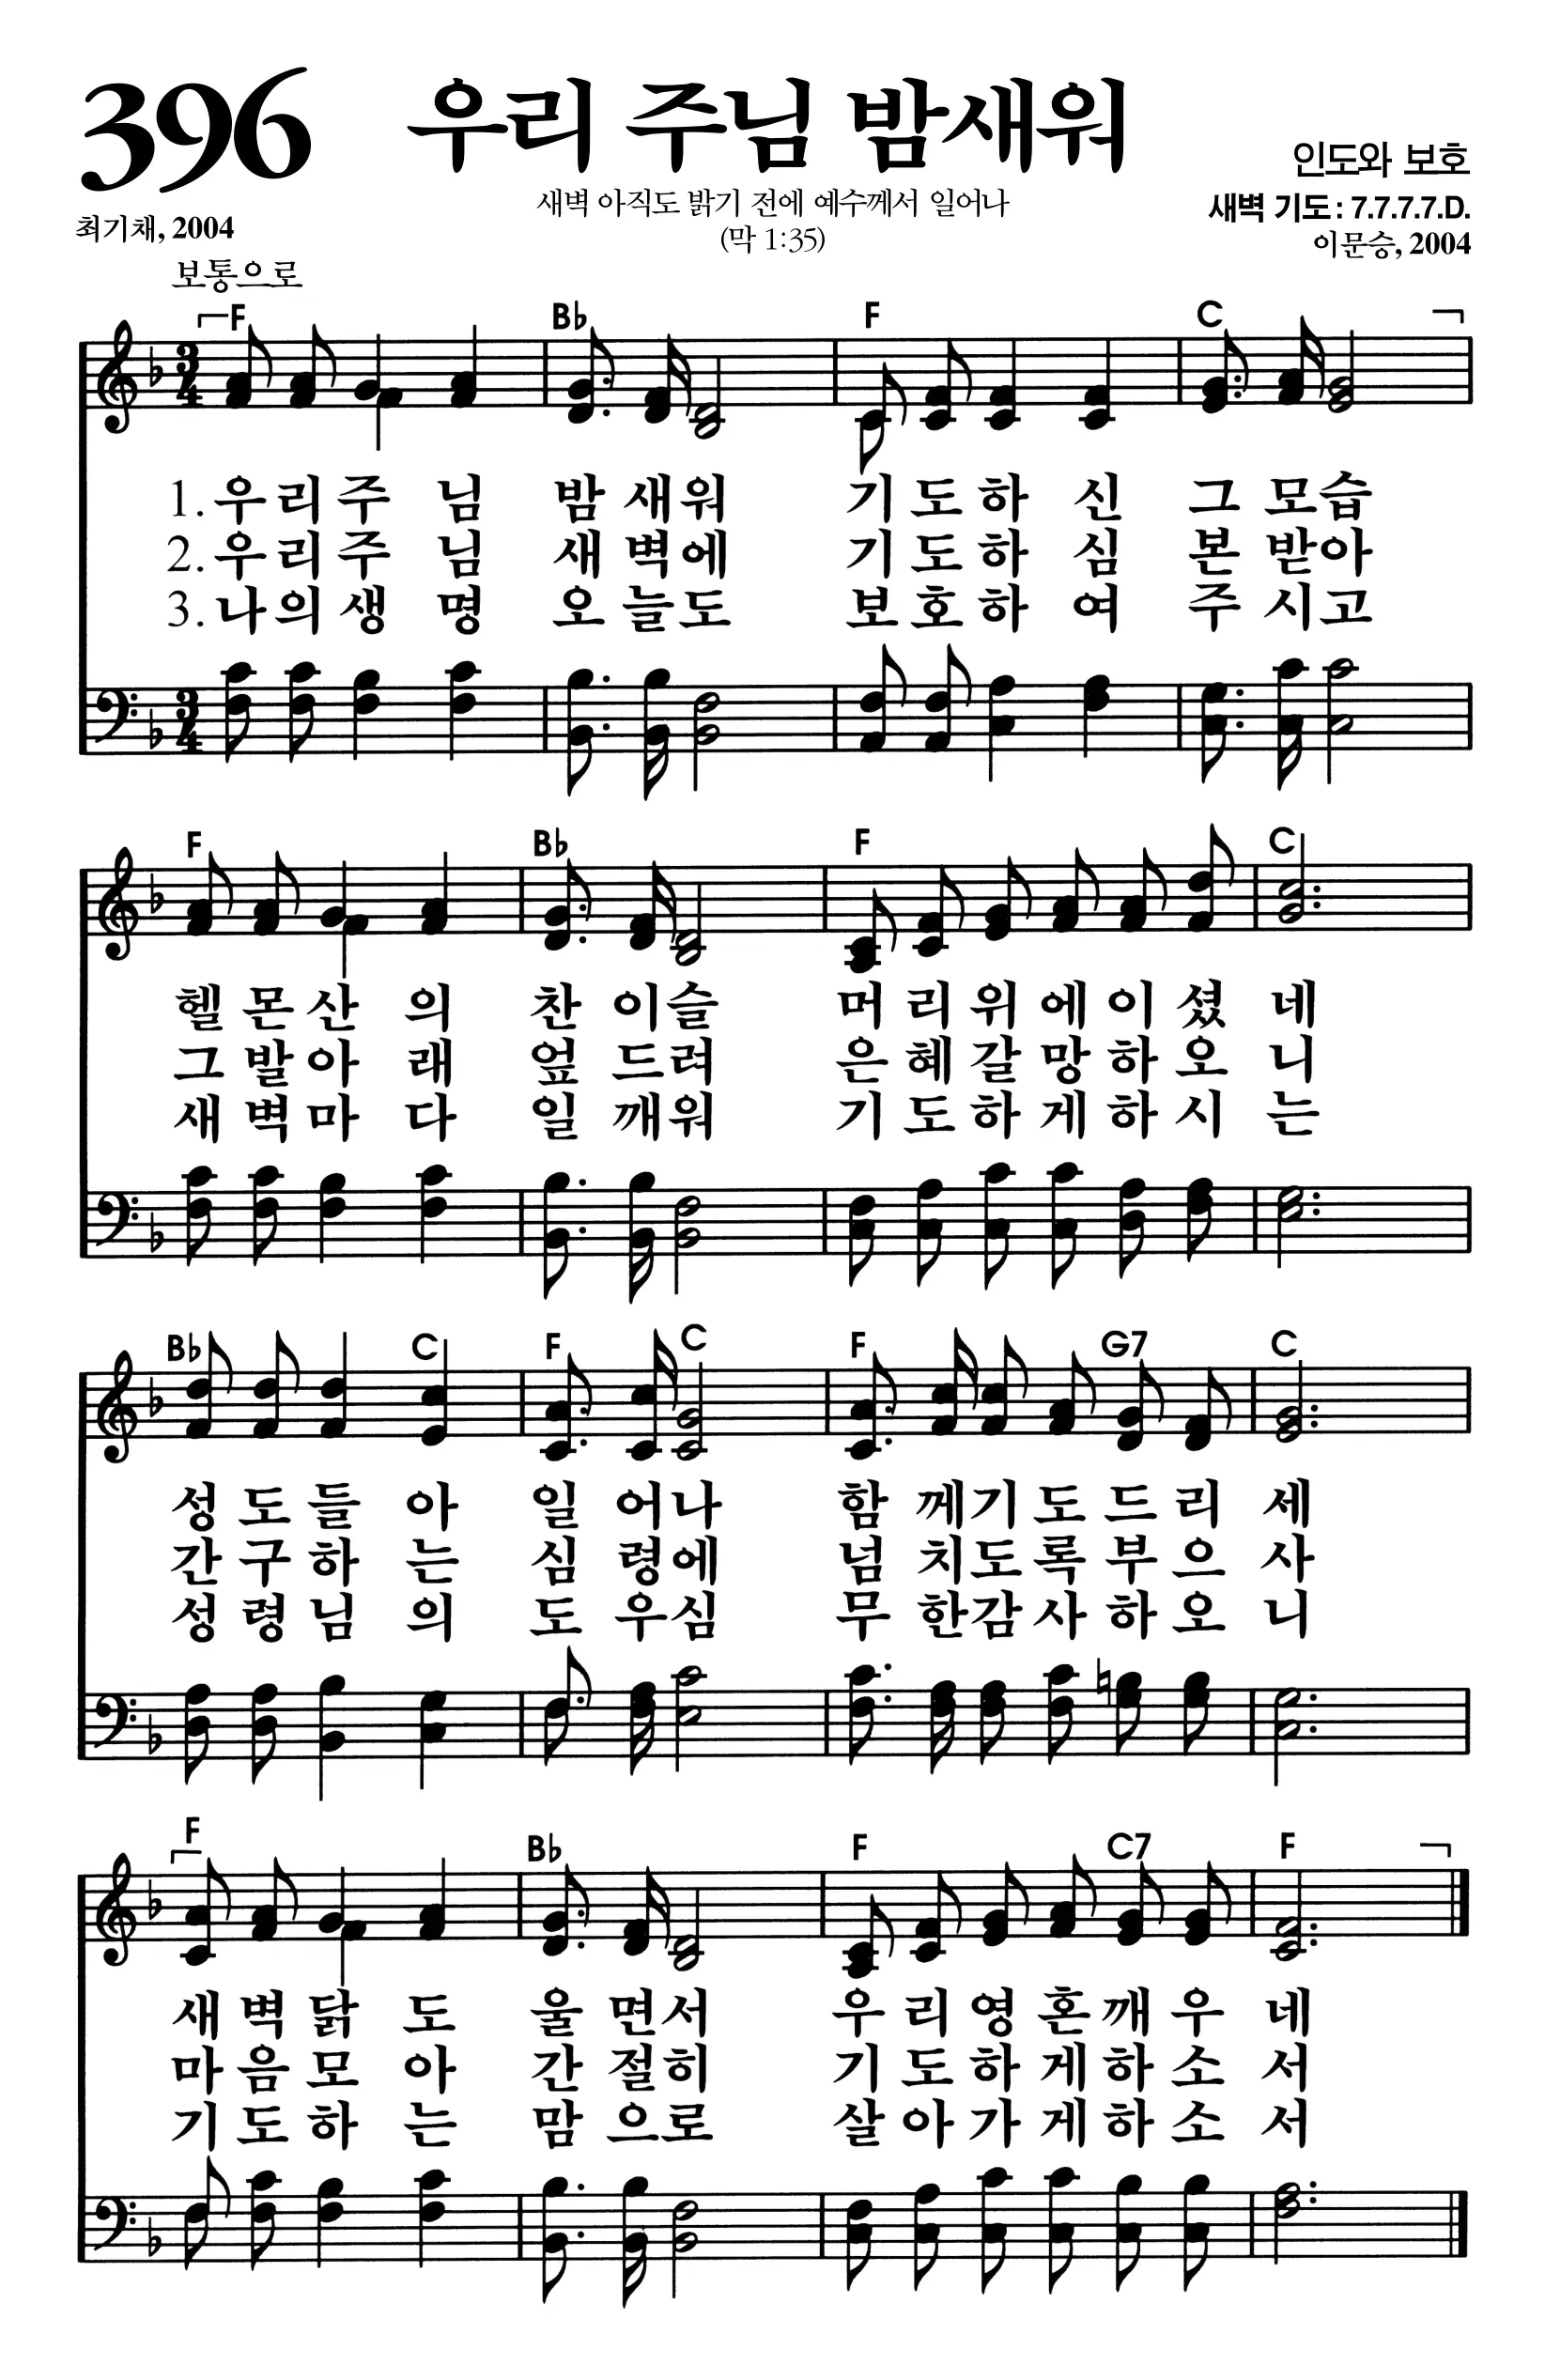 396
우리 주님 밤새워
인도와 보호
새벽 아직도 밝기 전에 예수께서 일어나
새벽 기도 : 7.7.7.7.D.
최기채, 2004
(막 1:35)
이문승, 2004
보통으로
F B♭ F C
1. 우리주 님 밤 새워 기도하 신 그 모습
2. 우리주 님 새 벽에 기도하 심 본 받아
3. 나의생 명 오 늘도 보호하 여 주 시고
F B♭ F C
헬몬산 의 찬 이슬 머리위에이셨 네
그발아 래 엎 드려 은혜갈망하오 니
새벽마 다 일 깨워 기도하게하시 는
B♭ C F C F G7 C
성도들 아 일 어나 함 께기도드리 세
간구하 는 심 령에 넘 치도록부으 사
성령님 의 도 우심 무 한감사하오 니
F B♭ F C7 F
새벽닭 도 울 면서 우리영혼깨우 네
마음모 아 간 절히 기도하게하소 서
기도하 는 맘 으로 살아가게하소 서